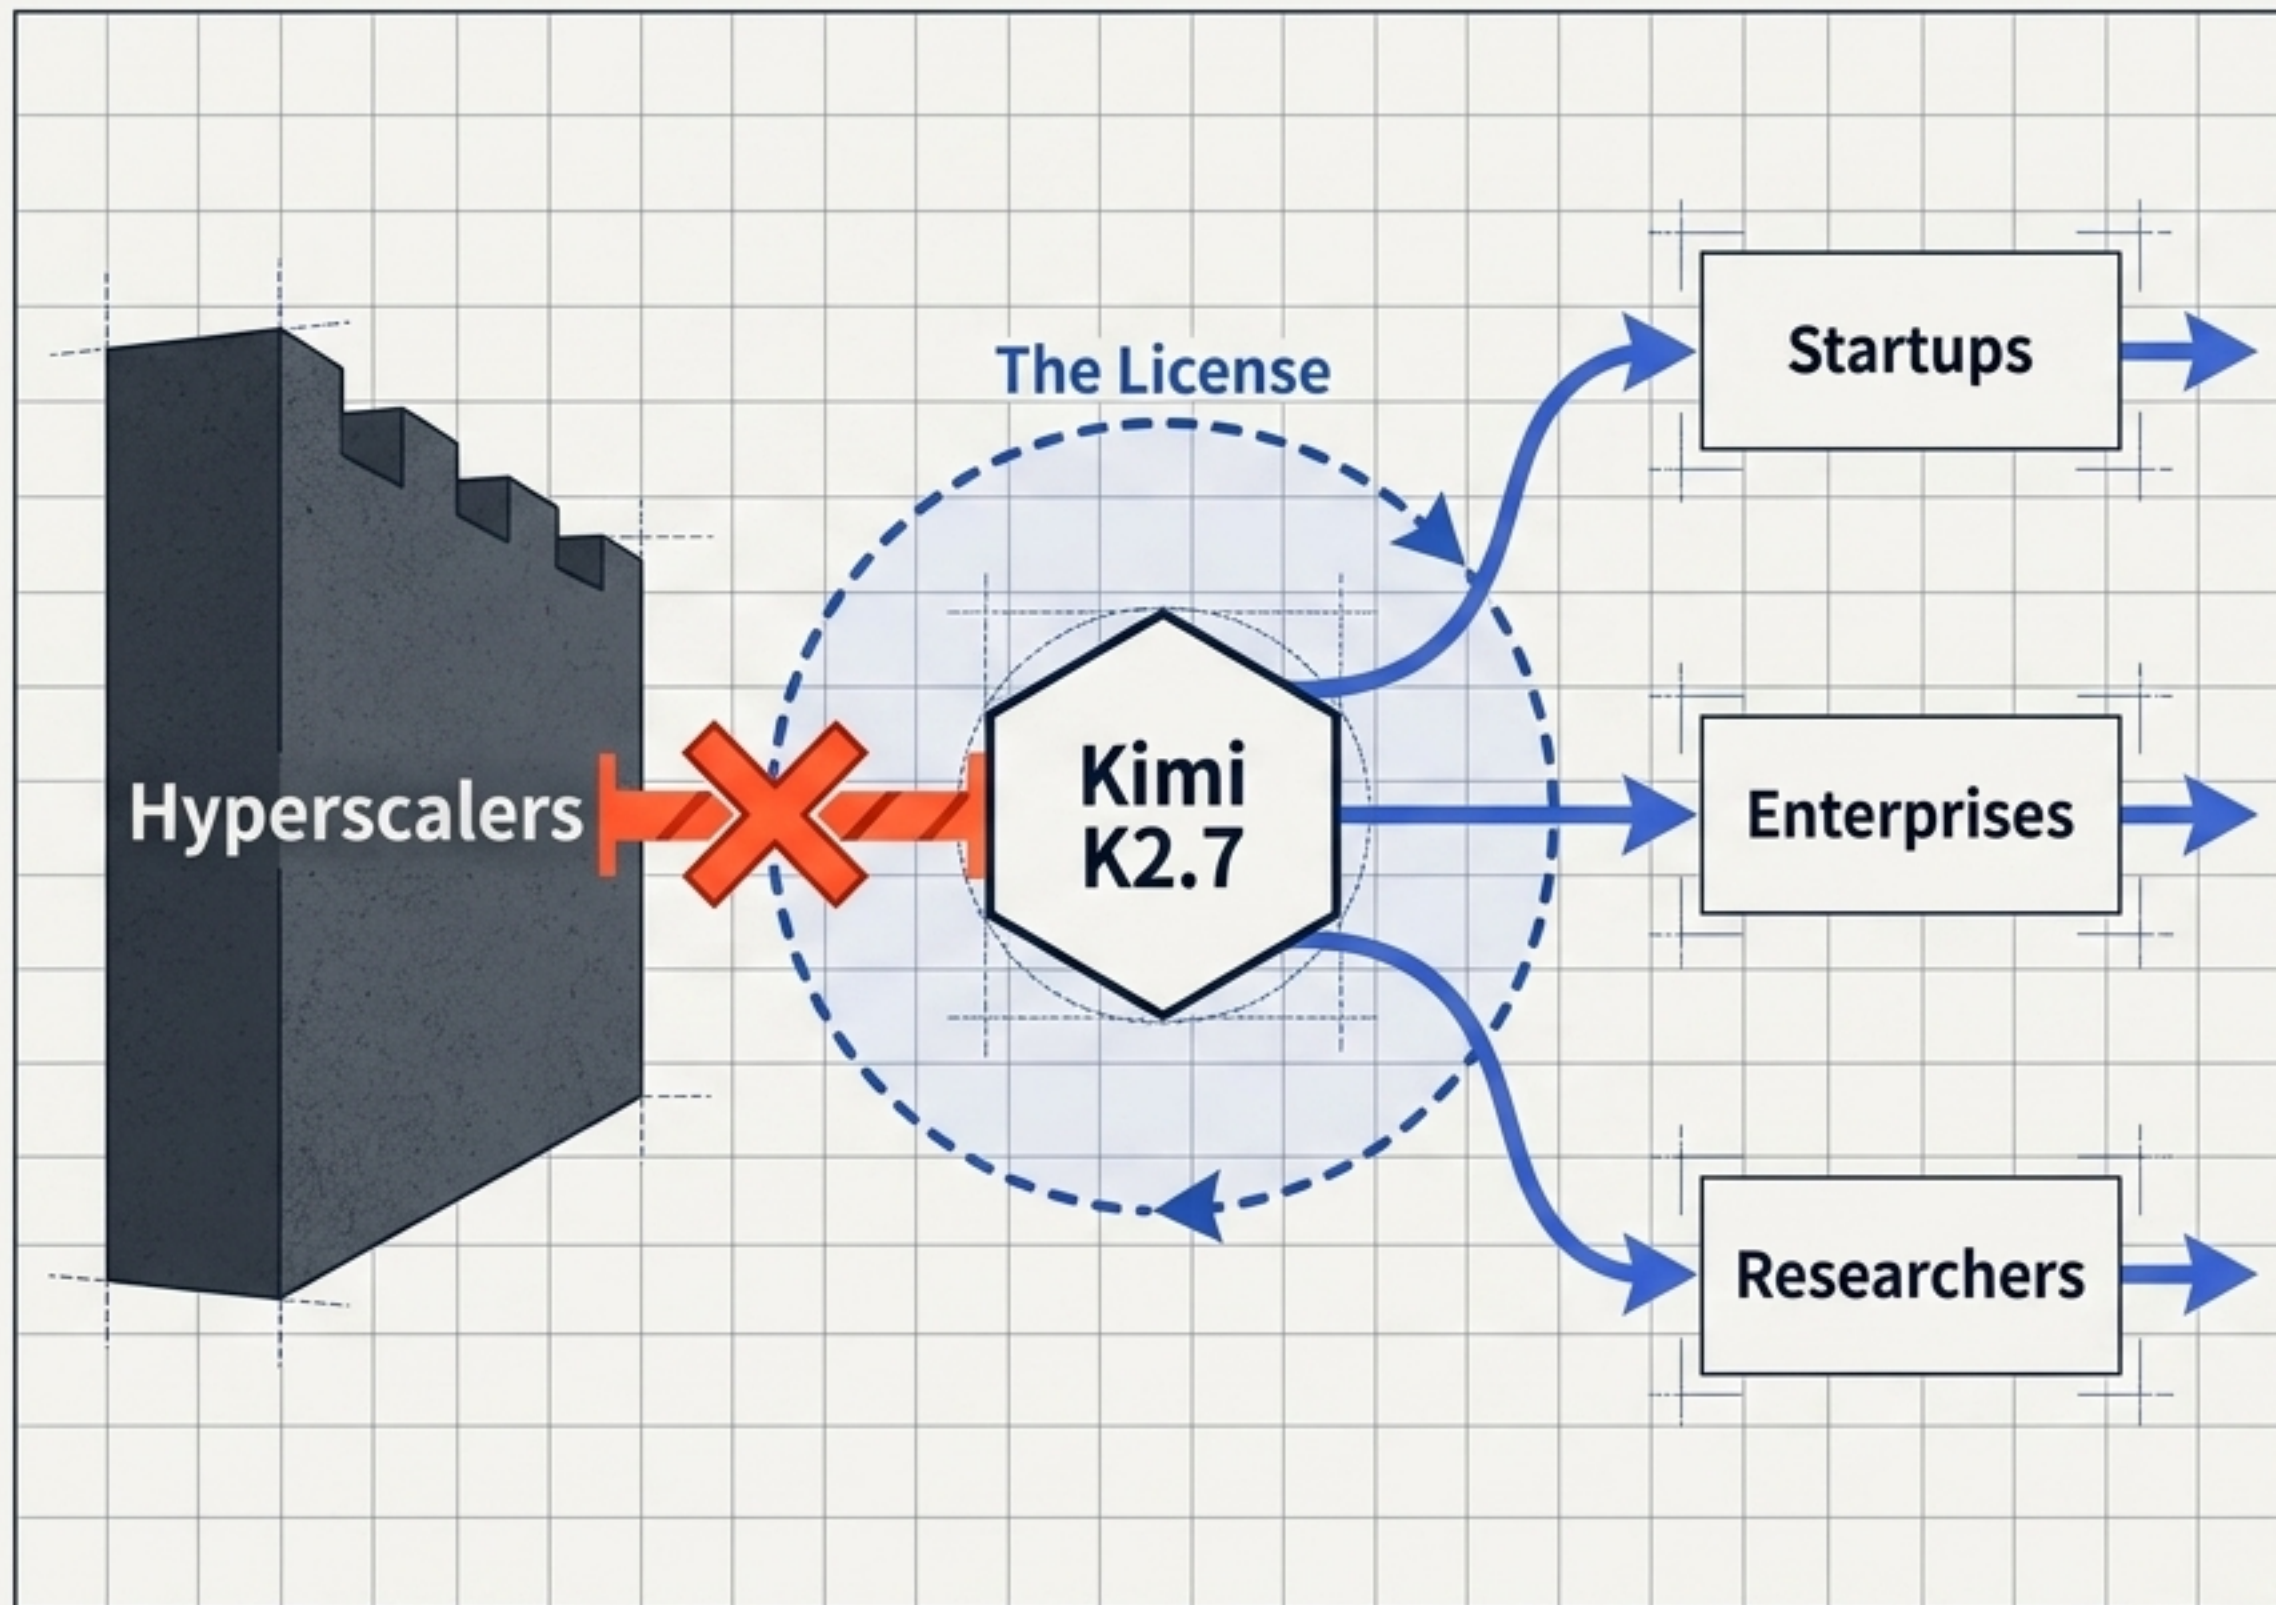 The License
Hyperscalers
Kimi
K2.7
Startups
Enterprises
Researchers